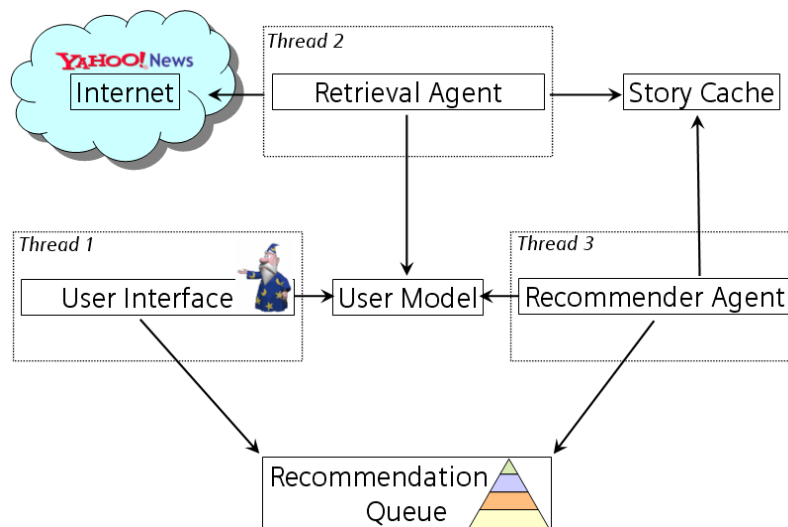 Thread 2
YAHOO! News
Internet
Retrieval Agent
Story Cache
Thread 1
Thread 3
User Interface
User Model
Recommender Agent
Recommendation
Queue